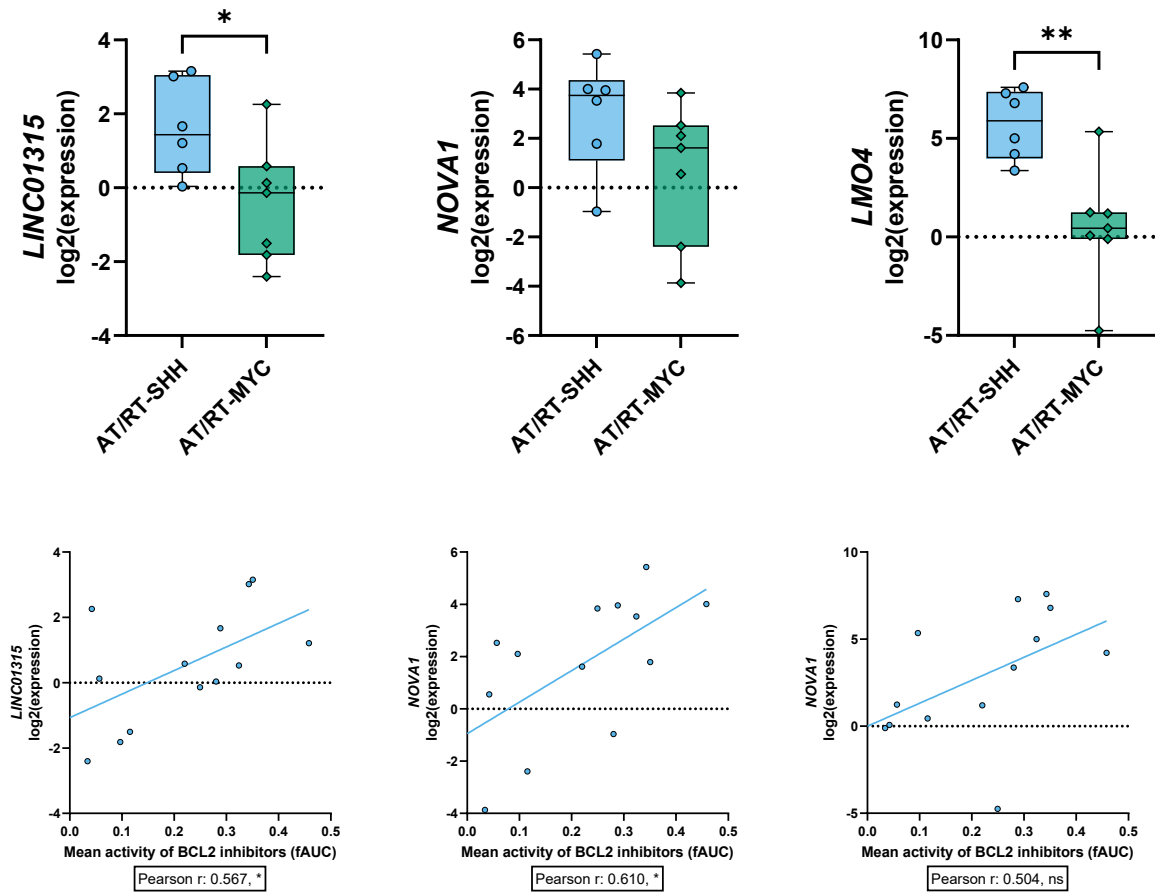 *
4
2
0
-2
-4
LINC01315
log2(expression)
AT/RT-SHH
AT/RT-MYC
6
4
2
0
-2
-4
-6
NOVA1
log2(expression)
AT/RT-SHH
AT/RT-MYC
**
10
5
0
-5
LMO4
log2(expression)
AT/RT-SHH
AT/RT-MYC
4
2
0
-2
-4
LINC01315
log2(expression)
0.0 0.1 0.2 0.3 0.4 0.5
Mean activity of BCL2 inhibitors (fAUC)
Pearson r: 0.567, *
6
4
2
0
-2
-4
NOVA1
log2(expression)
0.0 0.1 0.2 0.3 0.4 0.5
Mean activity of BCL2 inhibitors (fAUC)
Pearson r: 0.610, *
10
5
0
-5
NOVA1
log2(expression)
0.0 0.1 0.2 0.3 0.4 0.5
Mean activity of BCL2 inhibitors (fAUC)
Pearson r: 0.504, ns